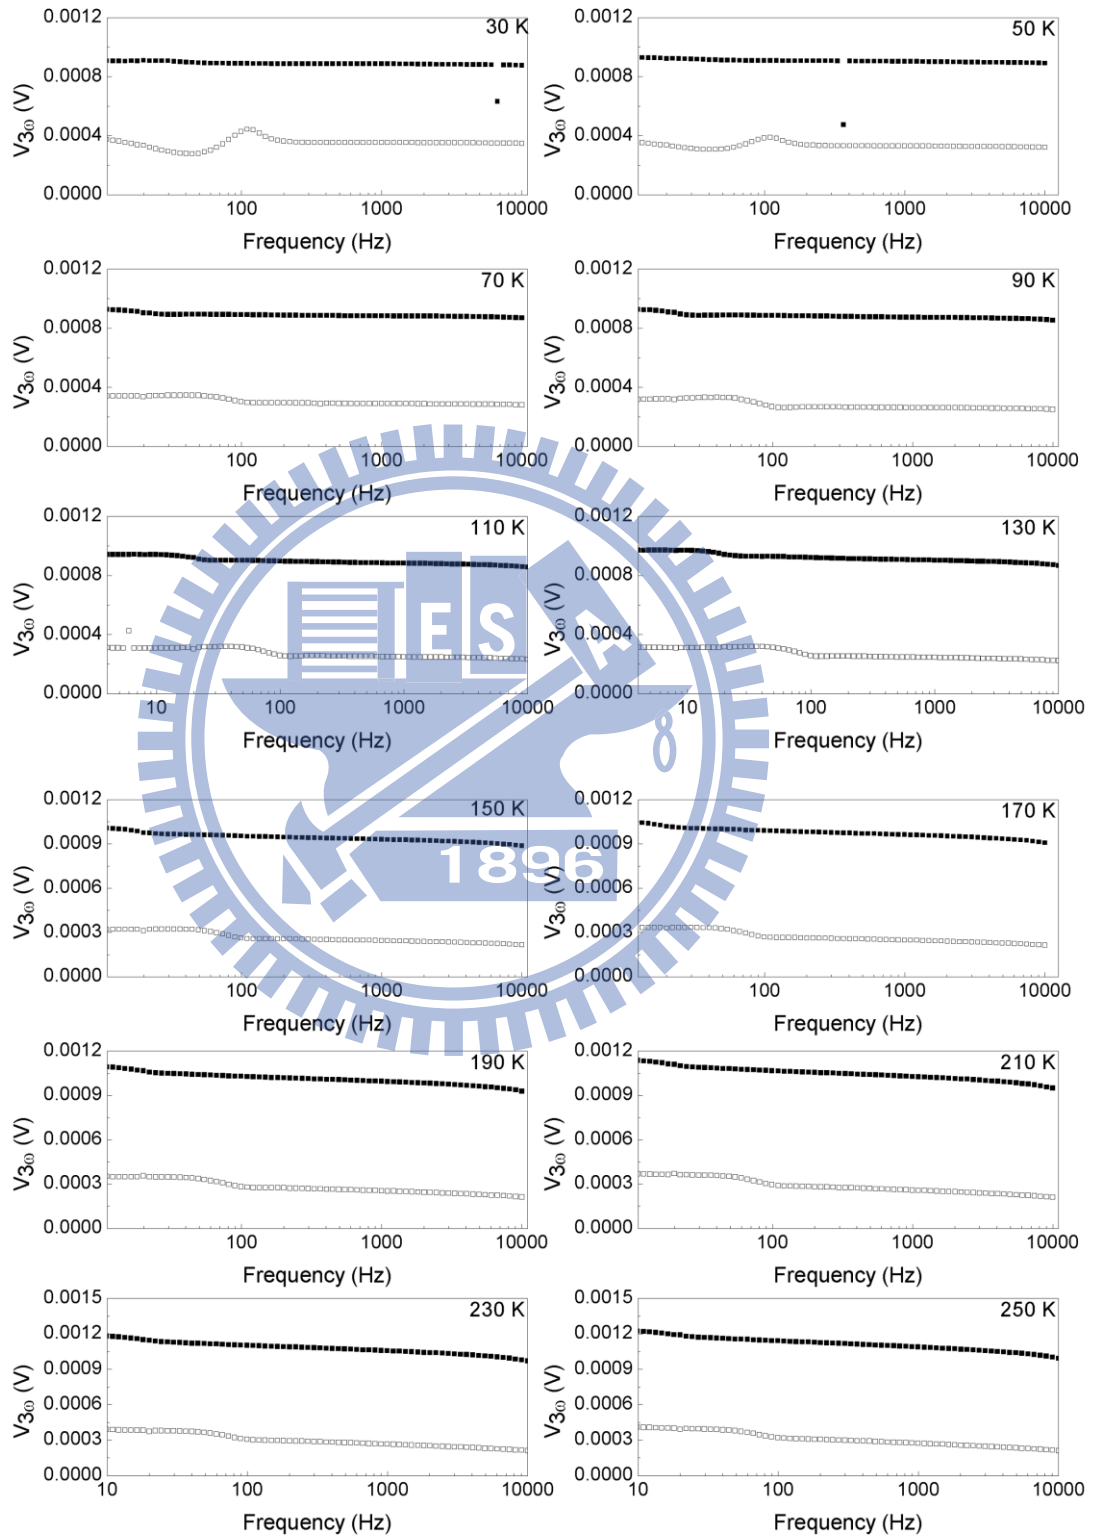 0.0012 30 K
0.0008
0.0004
0.0000
V3ω (V)
100 1000 10000
Frequency (Hz)
0.0012 50 K
0.0008
0.0004
0.0000
V3ω (V)
100 1000 10000
Frequency (Hz)
0.0012 70 K
0.0008
0.0004
0.0000
V3ω (V)
100 1000 10000
Frequency (Hz)
0.0012 90 K
0.0008
0.0004
0.0000
V3ω (V)
100 1000 10000
Frequency (Hz)
0.0012 110 K
0.0008
0.0004
0.0000
V3ω (V)
10 100 1000 10000
Frequency (Hz)
0.0012 130 K
0.0008
0.0004
0.0000
V3ω (V)
10 100 1000 10000
Frequency (Hz)
E S A
8
1896
0.0012 150 K
0.0009
0.0006
0.0003
0.0000
V3ω (V)
100 1000 10000
Frequency (Hz)
0.0012 170 K
0.0009
0.0006
0.0003
0.0000
V3ω (V)
100 1000 10000
Frequency (Hz)
0.0012 190 K
0.0009
0.0006
0.0003
0.0000
V3ω (V)
100 1000 10000
Frequency (Hz)
0.0012 210 K
0.0009
0.0006
0.0003
0.0000
V3ω (V)
100 1000 10000
Frequency (Hz)
0.0015 230 K
0.0012
0.0009
0.0006
0.0003
0.0000
V3ω (V)
10 100 1000 10000
Frequency (Hz)
0.0015 250 K
0.0012
0.0009
0.0006
0.0003
0.0000
V3ω (V)
10 100 1000 10000
Frequency (Hz)